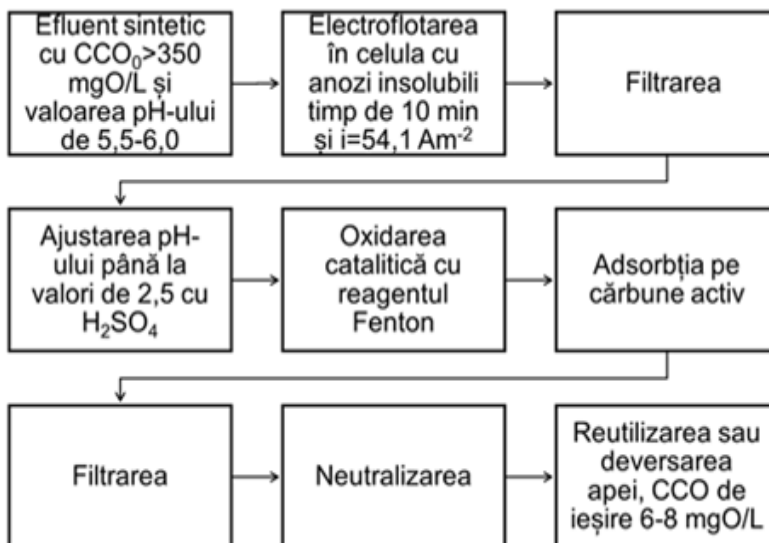 Efluent sintetic
cu CCO₀>350
mgO/L și
valoarea pH-ului
de 5,5-6,0
Electroflotarea
în celula cu
anozi insolubili
timp de 10 min
și i=54,1 Am⁻²
Filtrarea
Ajustarea pH-
ului până la
valori de 2,5 cu
H₂SO₄
Oxidarea
catalitică cu
reagentul
Fenton
Adsorbția pe
cărbune activ
Filtrarea
Neutralizarea
Reutilizarea sau
deversarea
apei, CCO de
ieșire 6-8 mgO/L